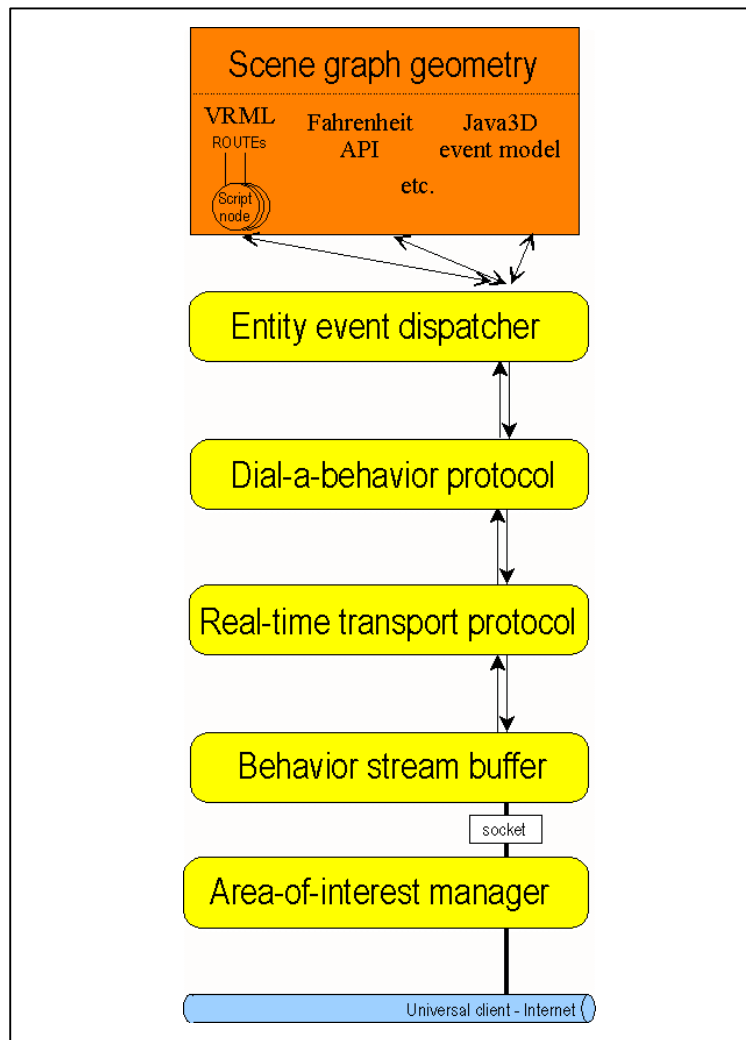 Scene graph geometry
VRML
ROUTEs
Script
node
Fahrenheit
API
Java3D
event model
etc.
Entity event dispatcher
Dial-a-behavior protocol
Real-time transport protocol
Behavior stream buffer
socket
Area-of-interest manager
Universal client - Internet